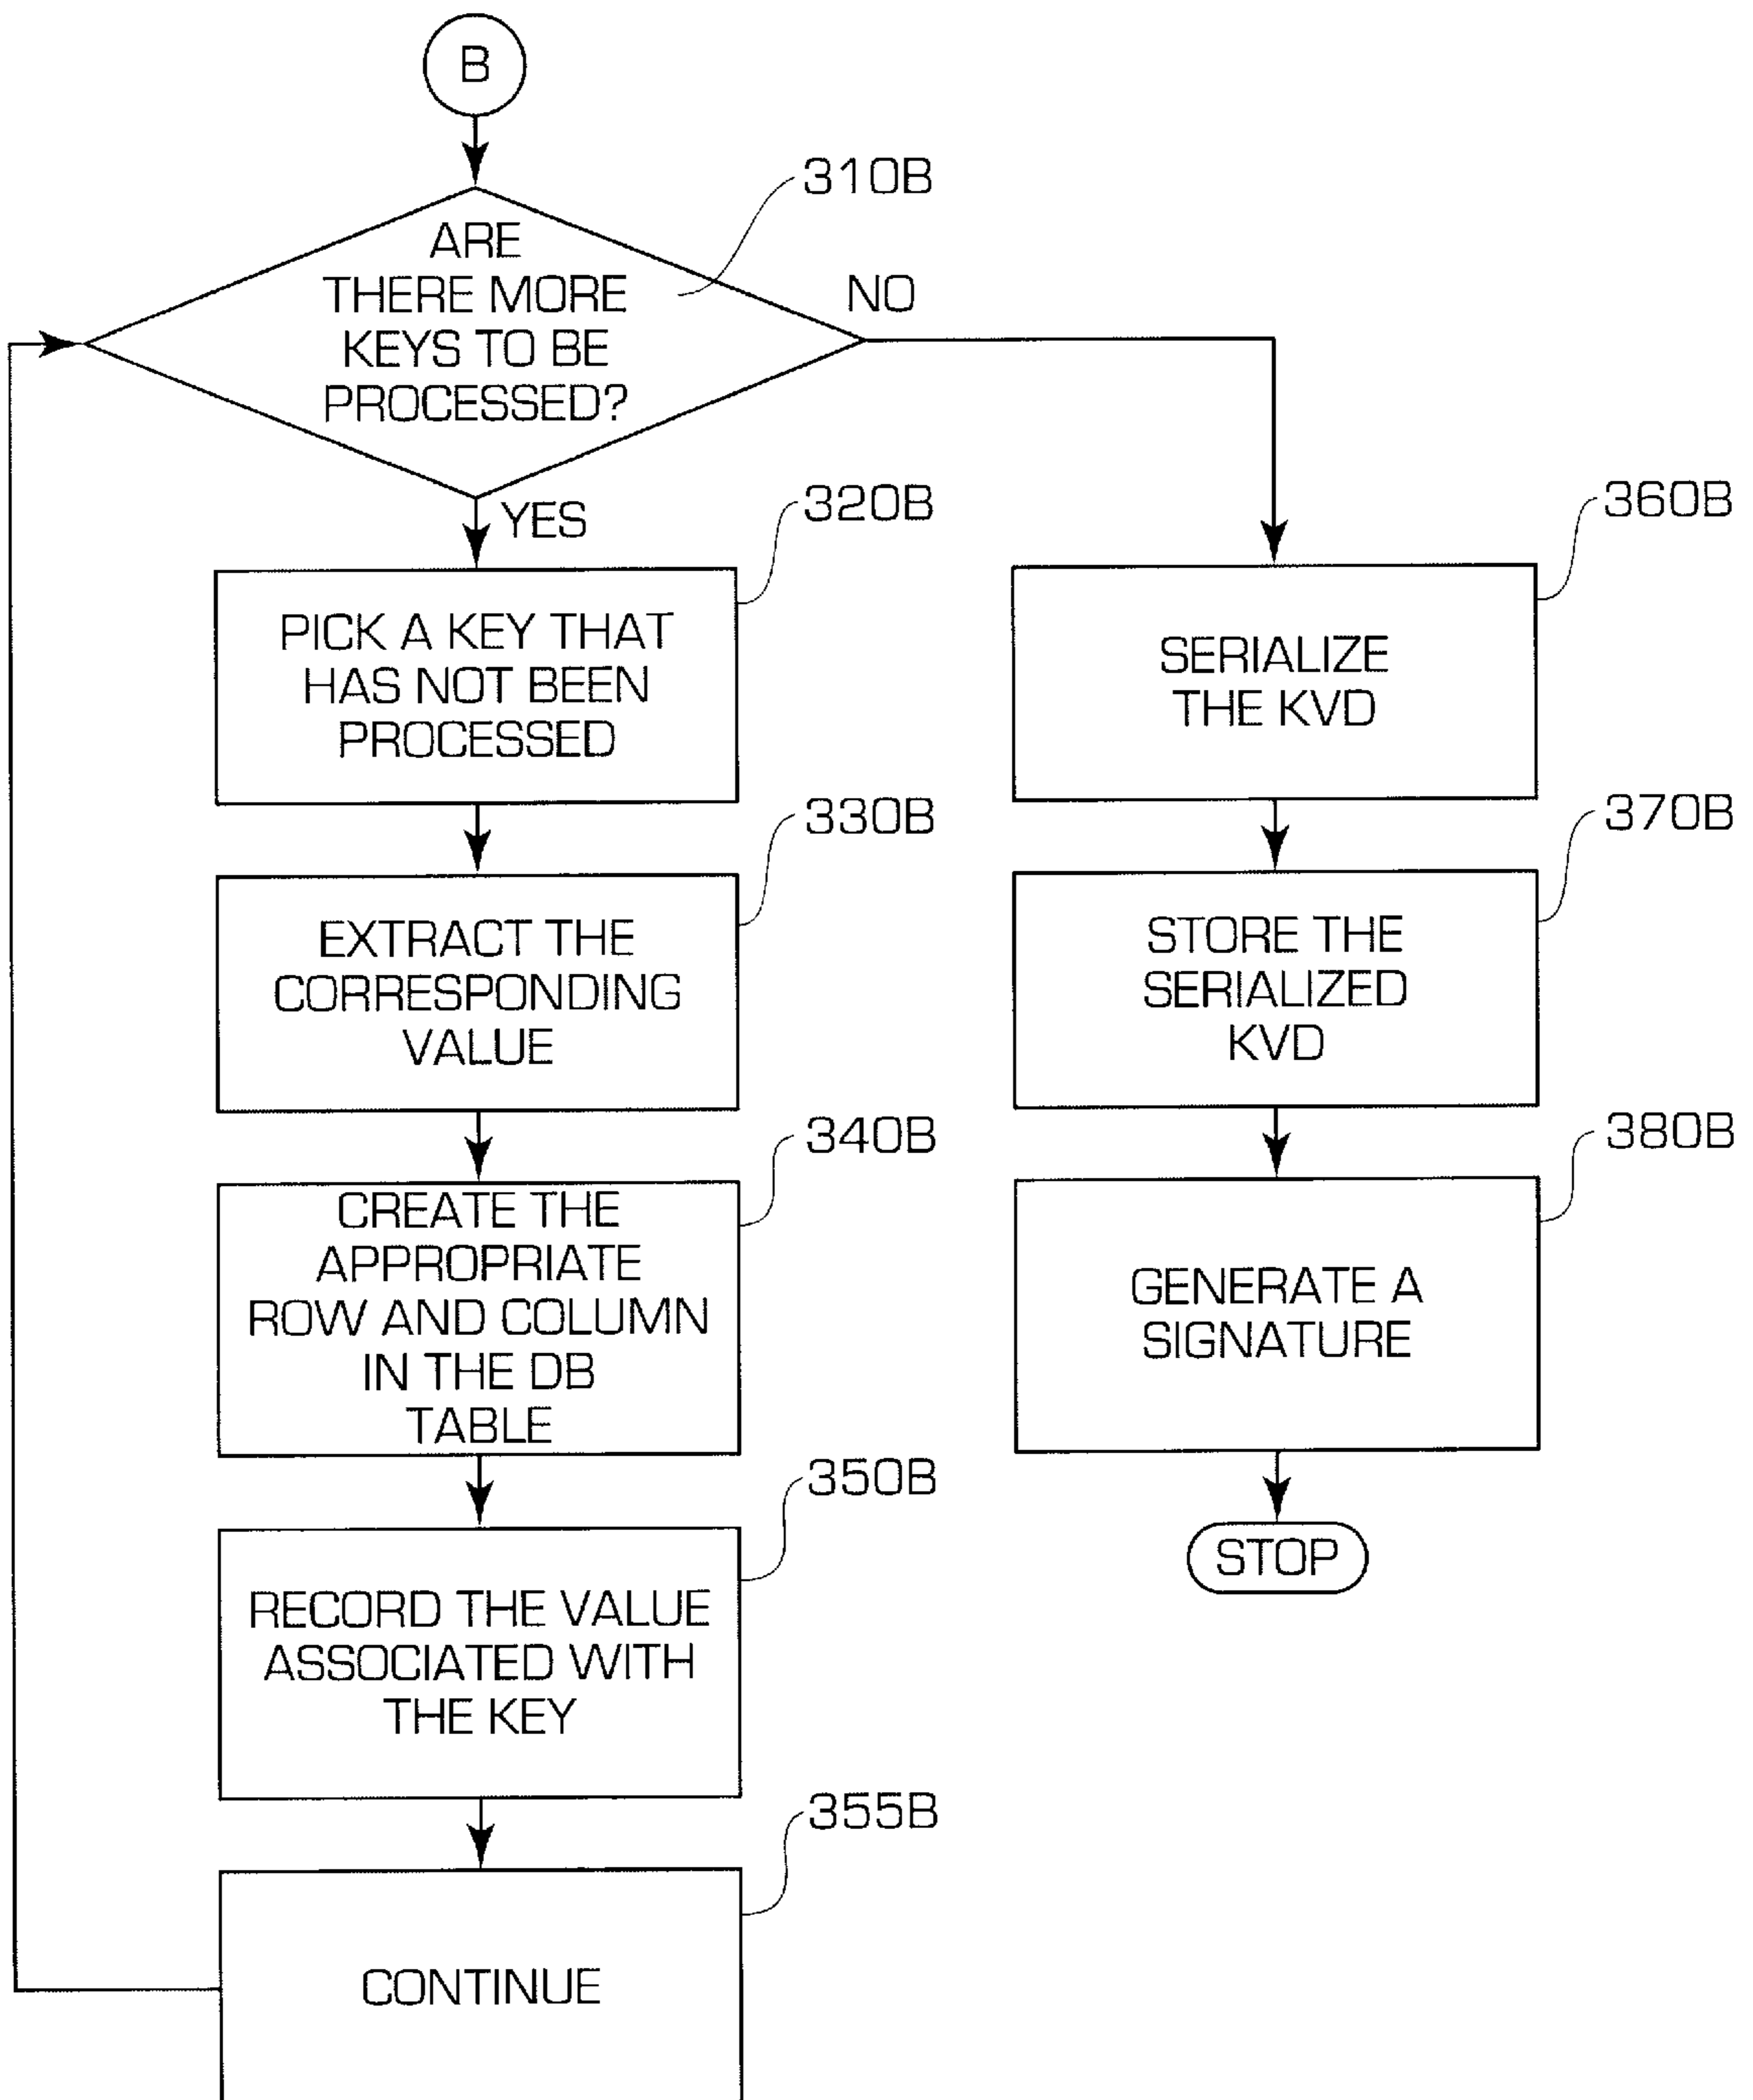 B
310B
ARE
THERE MORE
KEYS TO BE
PROCESSED?
NO
YES
320B
PICK A KEY THAT
HAS NOT BEEN
PROCESSED
330B
EXTRACT THE
CORRESPONDING
VALUE
340B
CREATE THE
APPROPRIATE
ROW AND COLUMN
IN THE DB
TABLE
350B
RECORD THE VALUE
ASSOCIATED WITH
THE KEY
355B
CONTINUE
360B
SERIALIZE
THE KVD
370B
STORE THE
SERIALIZED
KVD
380B
GENERATE A
SIGNATURE
STOP